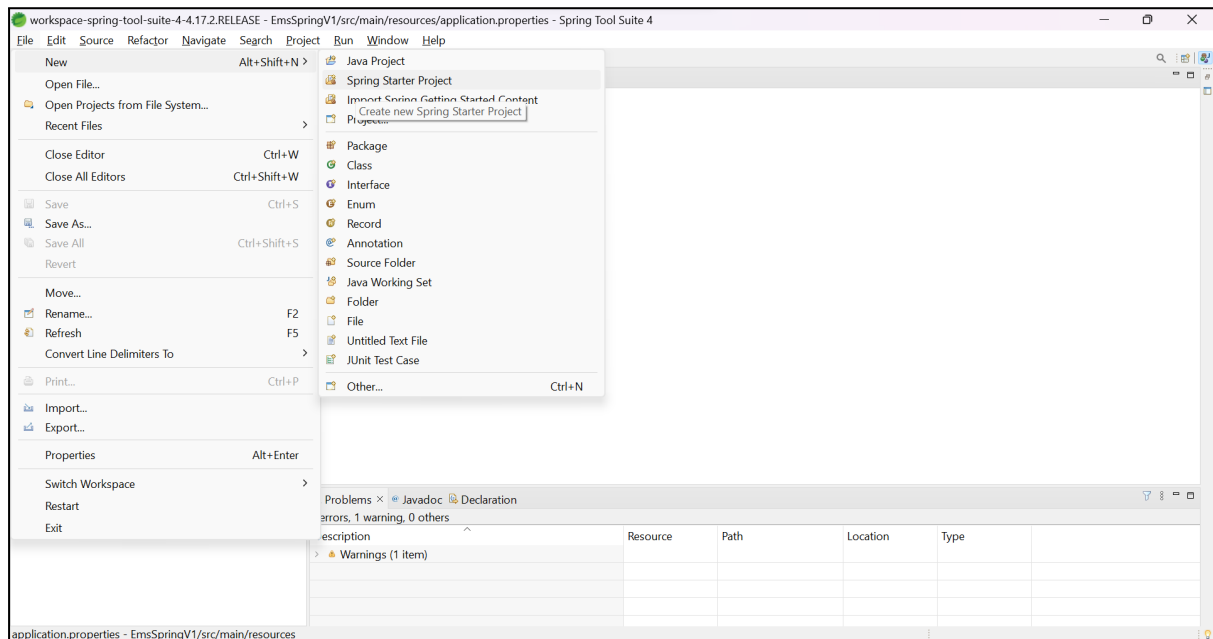 workspace-spring-tool-suite-4-4.17.2.RELEASE - EmsSpringV1/src/main/resources/application.properties - Spring Tool Suite 4
File Edit Source Refactor Navigate Search Project Run Window Help
New Alt+Shift+N
Open File...
Open Projects from File System...
Recent Files
Close Editor Ctrl+W
Close All Editors Ctrl+Shift+W
Save Ctrl+S
Save As...
Save All Ctrl+Shift+S
Revert
Move...
Rename... F2
Refresh F5
Convert Line Delimiters To
Print... Ctrl+P
Import...
Export...
Properties Alt+Enter
Switch Workspace
Restart
Exit
Java Project
Spring Starter Project
Import Spring Getting Started Content
Create new Spring Starter Project
Project...
Package
Class
Interface
Enum
Record
Annotation
Source Folder
Java Working Set
Folder
File
Untitled Text File
JUnit Test Case
Other... Ctrl+N
Problems Javadoc Declaration
errors, 1 warning, 0 others
escription Resource Path Location Type
Warnings (1 item)
application.properties - EmsSpringV1/src/main/resources